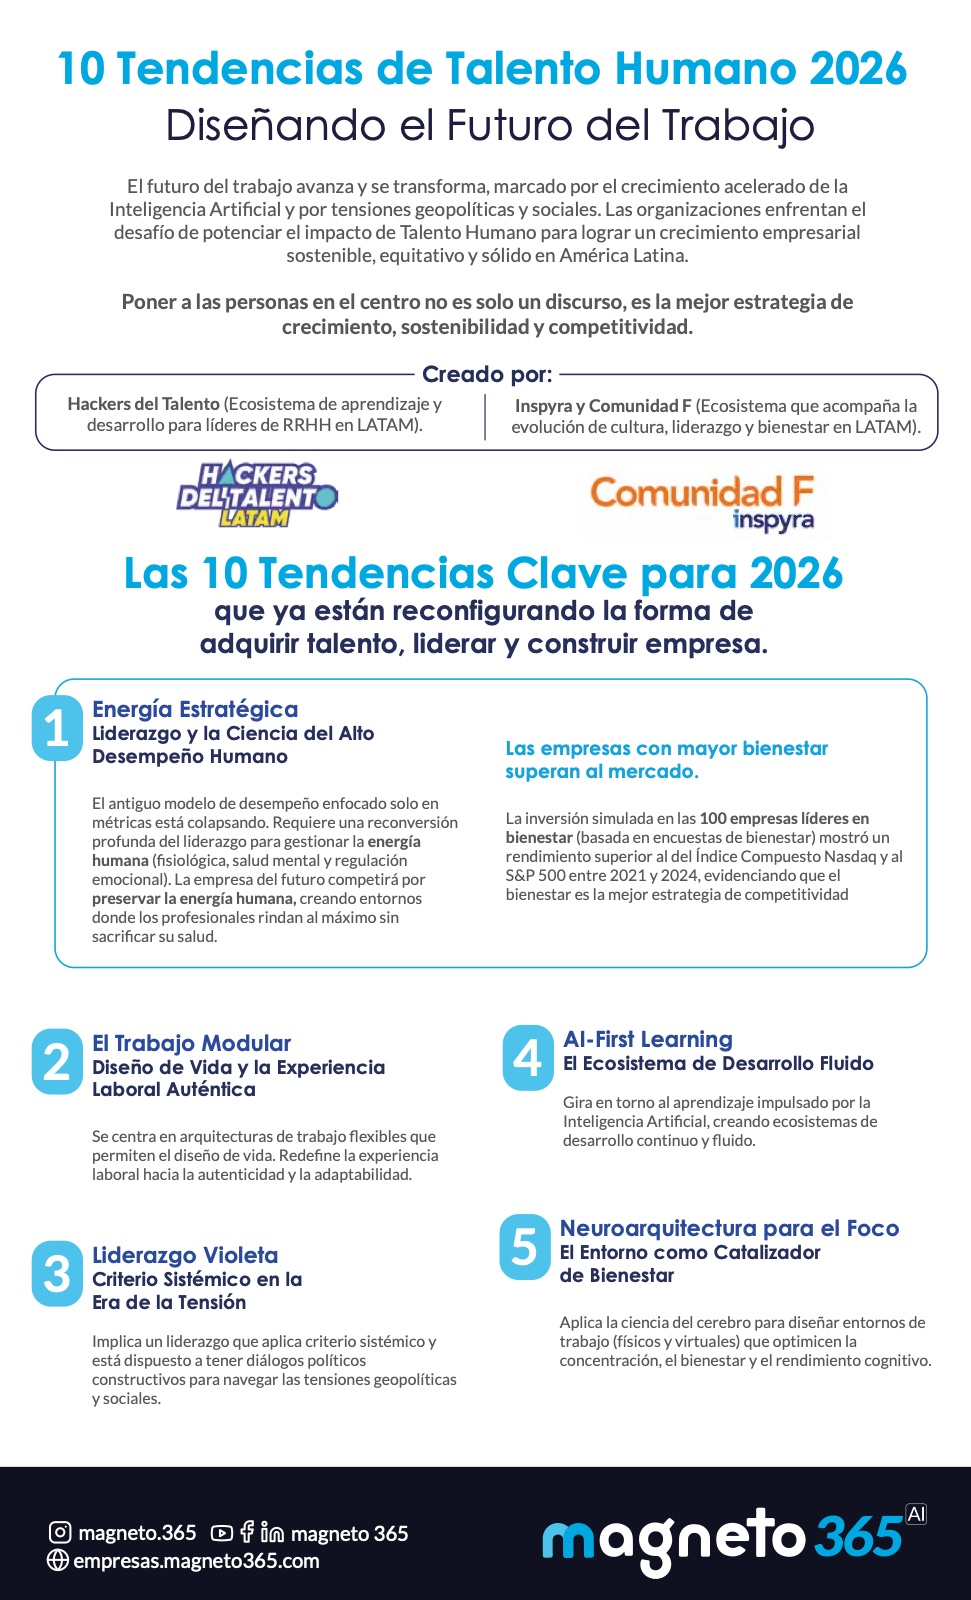 10 Tendencias de Talento Humano 2026
Diseñando el Futuro del Trabajo
El futuro del trabajo avanza y se transforma, marcado por el crecimiento acelerado de la
Inteligencia Artificial y por tensiones geopolíticas y sociales. Las organizaciones enfrentan el
desafío de potenciar el impacto de Talento Humano para lograr un crecimiento empresarial
sostenible, equitativo y sólido en América Latina.
Poner a las personas en el centro no es solo un discurso, es la mejor estrategia de
crecimiento, sostenibilidad y competitividad.
Creado por:
Hackers del Talento (Ecosistema de aprendizaje y
desarrollo para líderes de RRHH en LATAM).
Inspyra y Comunidad F (Ecosistema que acompaña la
evolución de cultura, liderazgo y bienestar en LATAM).
HACKERS
DEL TALENTO
LATAM
Comunidad F
inspyra
Las 10 Tendencias Clave para 2026
que ya están reconfigurando la forma de
adquirir talento, liderar y construir empresa.
1
Energía Estratégica
Liderazgo y la Ciencia del Alto
Desempeño Humano
El antiguo modelo de desempeño enfocado solo en
métricas está colapsando. Requiere una reconversión
profunda del liderazgo para gestionar la energía
humana (fisiológica, salud mental y regulación
emocional). La empresa del futuro competirá por
preservar la energía humana, creando entornos
donde los profesionales rindan al máximo sin
sacrificar su salud.
Las empresas con mayor bienestar
superan al mercado.
La inversión simulada en las 100 empresas líderes en
bienestar (basada en encuestas de bienestar) mostró un
rendimiento superior al del Índice Compuesto Nasdaq y al
S&P 500 entre 2021 y 2024, evidenciando que el
bienestar es la mejor estrategia de competitividad
2
El Trabajo Modular
Diseño de Vida y la Experiencia
Laboral Auténtica
Se centra en arquitecturas de trabajo flexibles que
permiten el diseño de vida. Redefine la experiencia
laboral hacia la autenticidad y la adaptabilidad.
3
Liderazgo Violeta
Criterio Sistémico en la
Era de la Tensión
Implica un liderazgo que aplica criterio sistémico y
está dispuesto a tener diálogos políticos
constructivos para navegar las tensiones geopolíticas
y sociales.
4
AI-First Learning
El Ecosistema de Desarrollo Fluido
Gira en torno al aprendizaje impulsado por la
Inteligencia Artificial, creando ecosistemas de
desarrollo continuo y fluido.
5
Neuroarquitectura para el Foco
El Entorno como Catalizador
de Bienestar
Aplica la ciencia del cerebro para diseñar entornos de
trabajo (físicos y virtuales) que optimicen la
concentración, el bienestar y el rendimiento cognitivo.
magneto.365 magneto 365
empresas.magneto365.com
magneto 365 AI